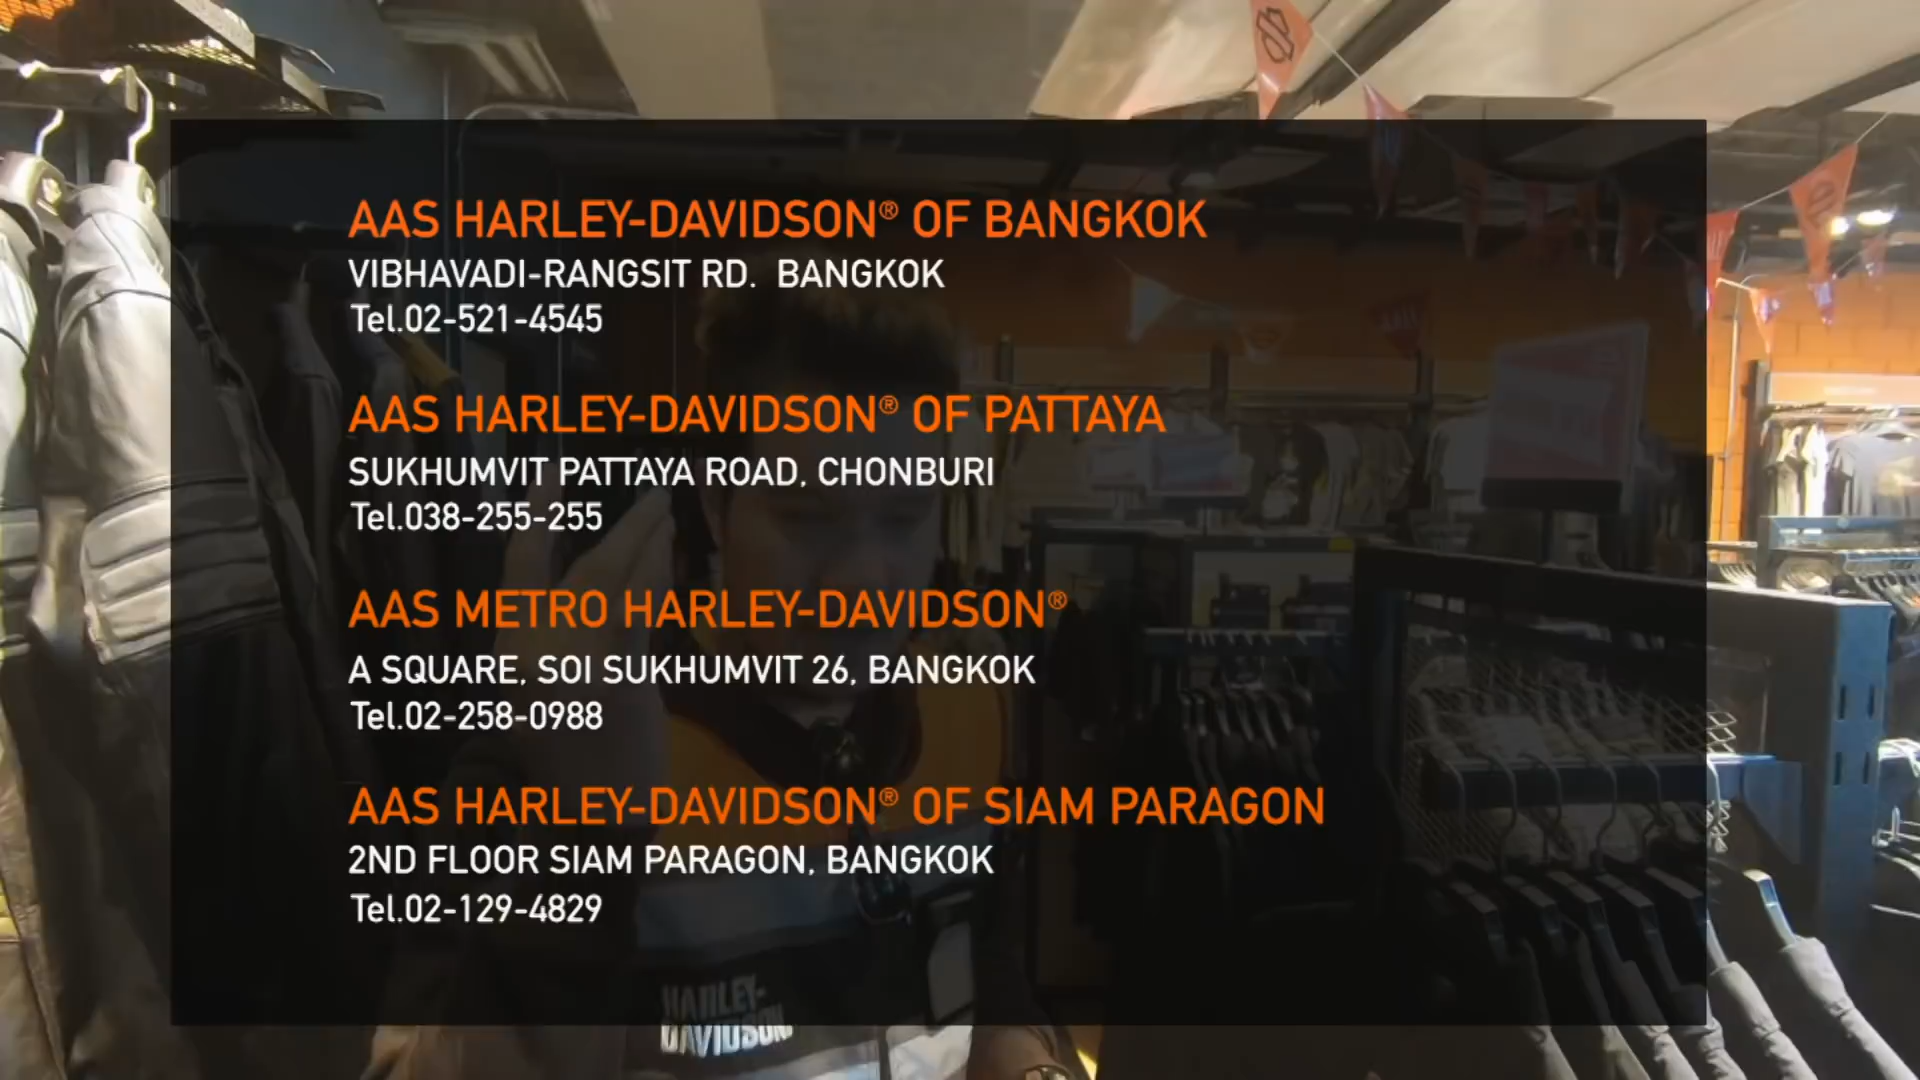 AAS HARLEY-DAVIDSON® OF BANGKOK
VIBHAVADI-RANGSIT RD. BANGKOK
Tel.02-521-4545
AAS HARLEY-DAVIDSON® OF PATTAYA
SUKHUMVIT PATTAYA ROAD, CHONBURI
Tel.038-255-255
AAS METRO HARLEY-DAVIDSON®
A SQUARE, SOI SUKHUMVIT 26, BANGKOK
Tel.02-258-0988
AAS HARLEY-DAVIDSON® OF SIAM PARAGON
2ND FLOOR SIAM PARAGON, BANGKOK
Tel.02-129-4829
HARLEY-
DAVIDSON